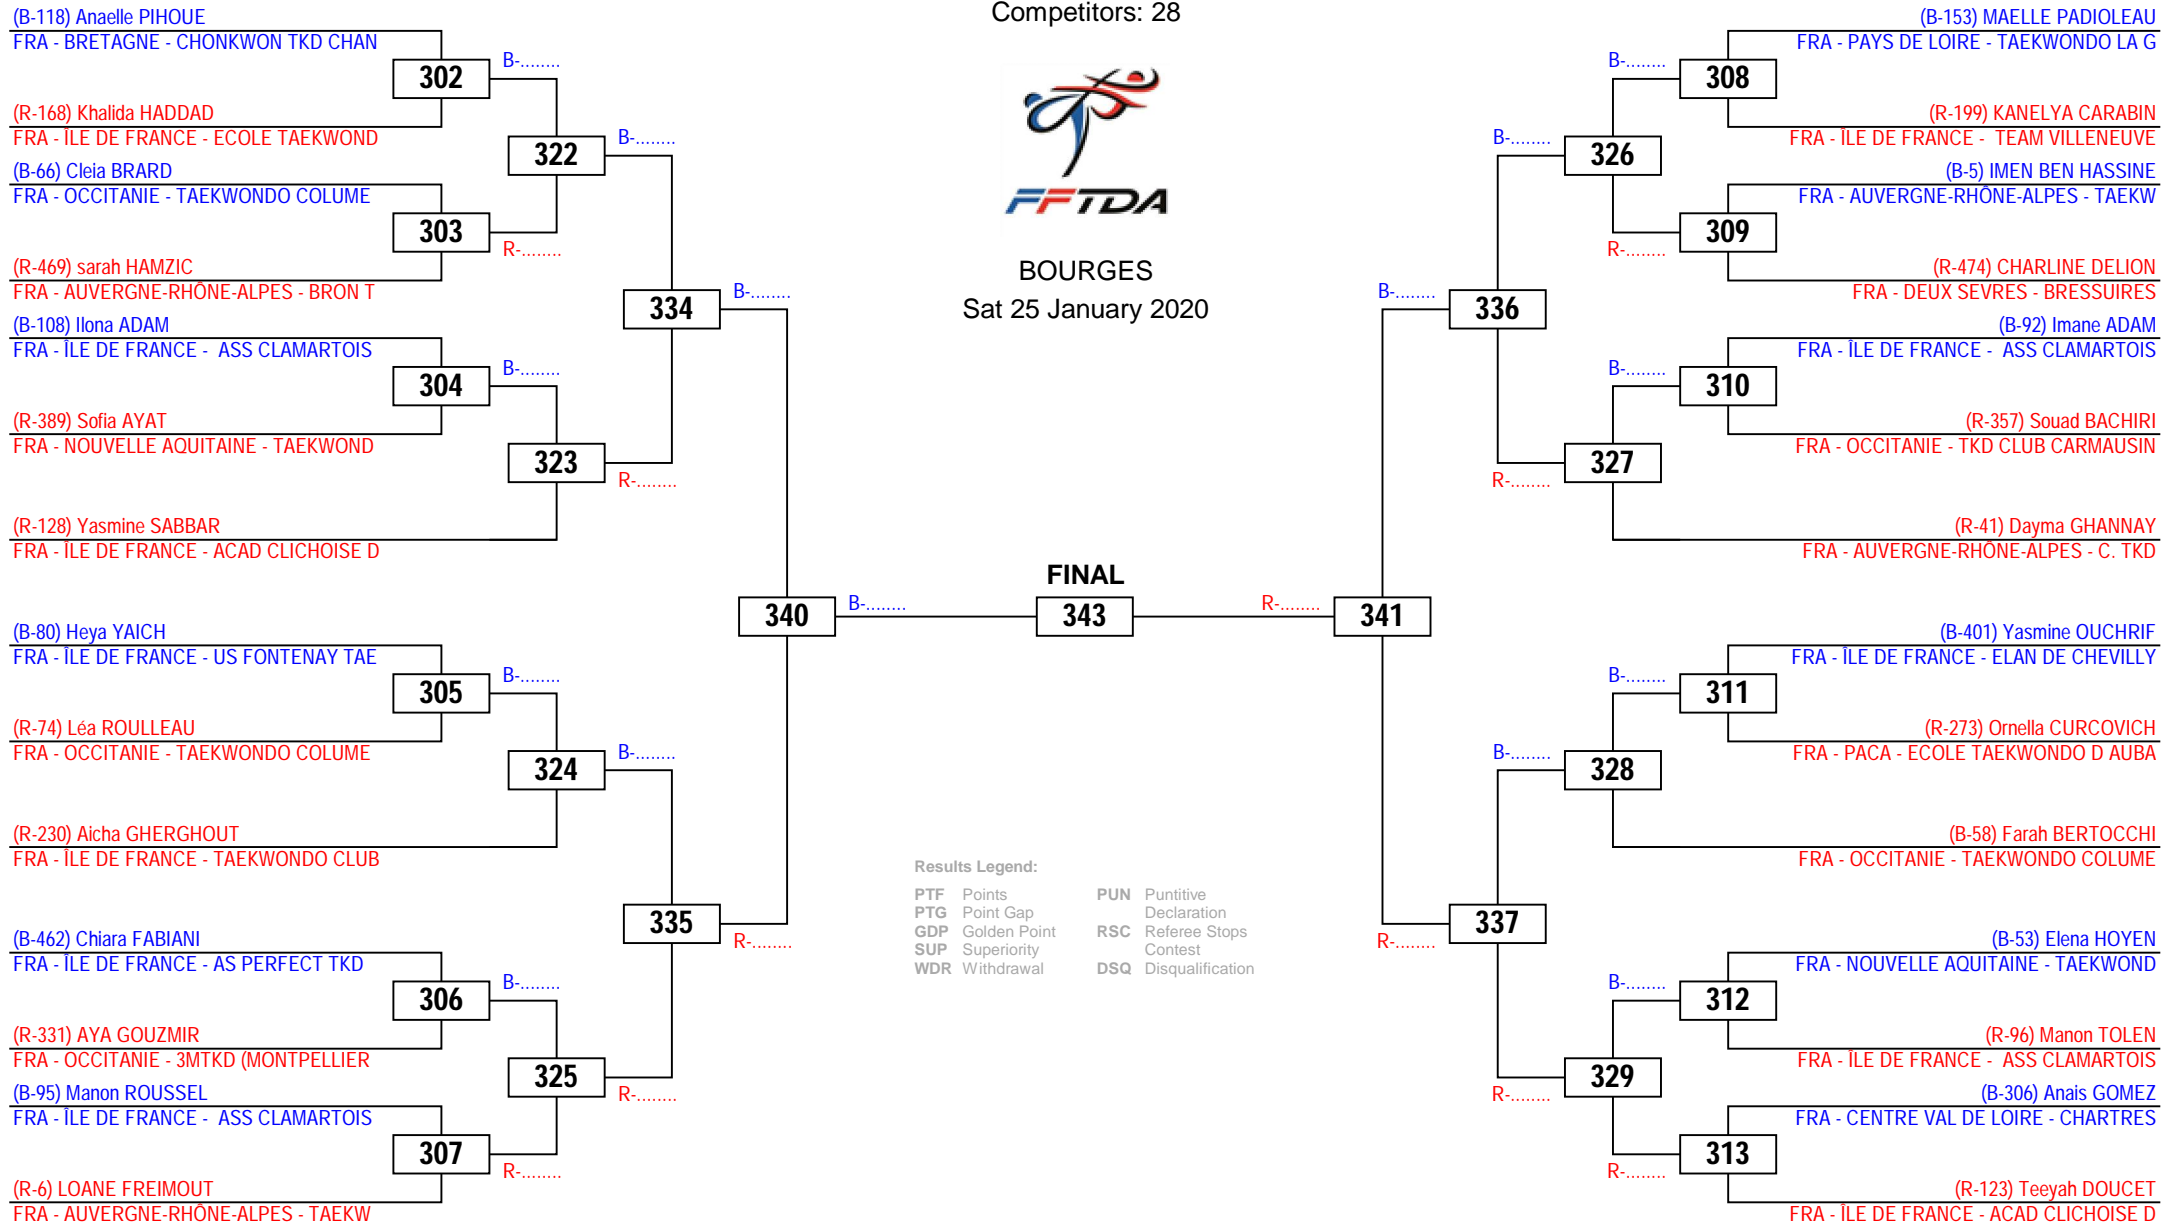 Competitors: 28
FFTDA
BOURGES
Sat 25 January 2020
(B-118) Anaelle PIHOUE
FRA - BRETAGNE - CHONKWON TKD CHAN
302
B-........
(R-168) Khalida HADDAD
FRA - ÎLE DE FRANCE - ECOLE TAEKWOND
322
B-........
(B-66) Cleia BRARD
FRA - OCCITANIE - TAEKWONDO COLUME
303
R-........
(R-469) sarah HAMZIC
FRA - AUVERGNE-RHÔNE-ALPES - BRON T
334
B-........
(B-108) Ilona ADAM
FRA - ÎLE DE FRANCE -  ASS CLAMARTOIS
304
B-........
(R-389) Sofia AYAT
FRA - NOUVELLE AQUITAINE - TAEKWOND
323
R-........
(R-128) Yasmine SABBAR
FRA - ÎLE DE FRANCE - ACAD CLICHOISE D
340
B-........
(B-80) Heya YAICH
FRA - ÎLE DE FRANCE - US FONTENAY TAE
305
B-........
(R-74) Léa ROULLEAU
FRA - OCCITANIE - TAEKWONDO COLUME
324
B-........
(R-230) Aicha GHERGHOUT
FRA - ÎLE DE FRANCE - TAEKWONDO CLUB
335
R-........
(B-462) Chiara FABIANI
FRA - ÎLE DE FRANCE - AS PERFECT TKD
306
B-........
(R-331) AYA GOUZMIR
FRA - OCCITANIE - 3MTKD (MONTPELLIER
325
R-........
(B-95) Manon ROUSSEL
FRA - ÎLE DE FRANCE -  ASS CLAMARTOIS
307
R-........
(R-6) LOANE FREIMOUT
FRA - AUVERGNE-RHÔNE-ALPES - TAEKW
FINAL
343
Results Legend:
PTF Points
PTG Point Gap
GDP Golden Point
SUP Superiority
WDR Withdrawal
PUN Puntitive
Declaration
RSC Referee Stops
Contest
DSQ Disqualification
(B-153) MAELLE PADIOLEAU
FRA - PAYS DE LOIRE - TAEKWONDO LA G
B-........
308
(R-199) KANELYA CARABIN
FRA - ÎLE DE FRANCE -  TEAM VILLENEUVE
B-........
326
(B-5) IMEN BEN HASSINE
FRA - AUVERGNE-RHÔNE-ALPES - TAEKW
309
R-........
(R-474) CHARLINE DELION
FRA - DEUX SEVRES - BRESSUIRES
B-........
336
(B-92) Imane ADAM
FRA - ÎLE DE FRANCE -  ASS CLAMARTOIS
B-........
310
(R-357) Souad BACHIRI
FRA - OCCITANIE - TKD CLUB CARMAUSIN
327
R-........
(R-41) Dayma GHANNAY
FRA - AUVERGNE-RHÔNE-ALPES - C. TKD
R-........
341
(B-401) Yasmine OUCHRIF
FRA - ÎLE DE FRANCE - ELAN DE CHEVILLY
B-........
311
(R-273) Ornella CURCOVICH
FRA - PACA - ECOLE TAEKWONDO D AUBA
B-........
328
(B-58) Farah BERTOCCHI
FRA - OCCITANIE - TAEKWONDO COLUME
337
R-........
(B-53) Elena HOYEN
FRA - NOUVELLE AQUITAINE - TAEKWOND
B-........
312
(R-96) Manon TOLEN
FRA - ÎLE DE FRANCE -  ASS CLAMARTOIS
329
R-........
(B-306) Anais GOMEZ
FRA - CENTRE VAL DE LOIRE - CHARTRES
313
R-........
(R-123) Teeyah DOUCET
FRA - ÎLE DE FRANCE - ACAD CLICHOISE D